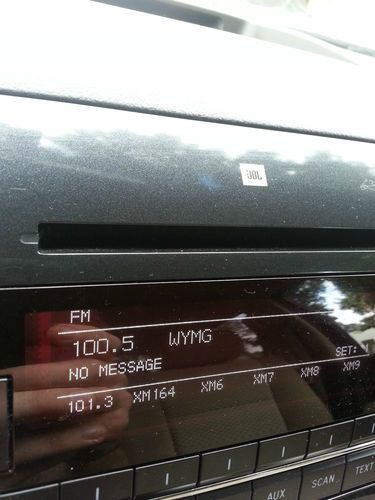 JBL
FM
100.5 WYMG
NO MESSAGE SET:
101.3 XM164 XM6 XM7 XM8 XM9
AUX SCAN TEXT